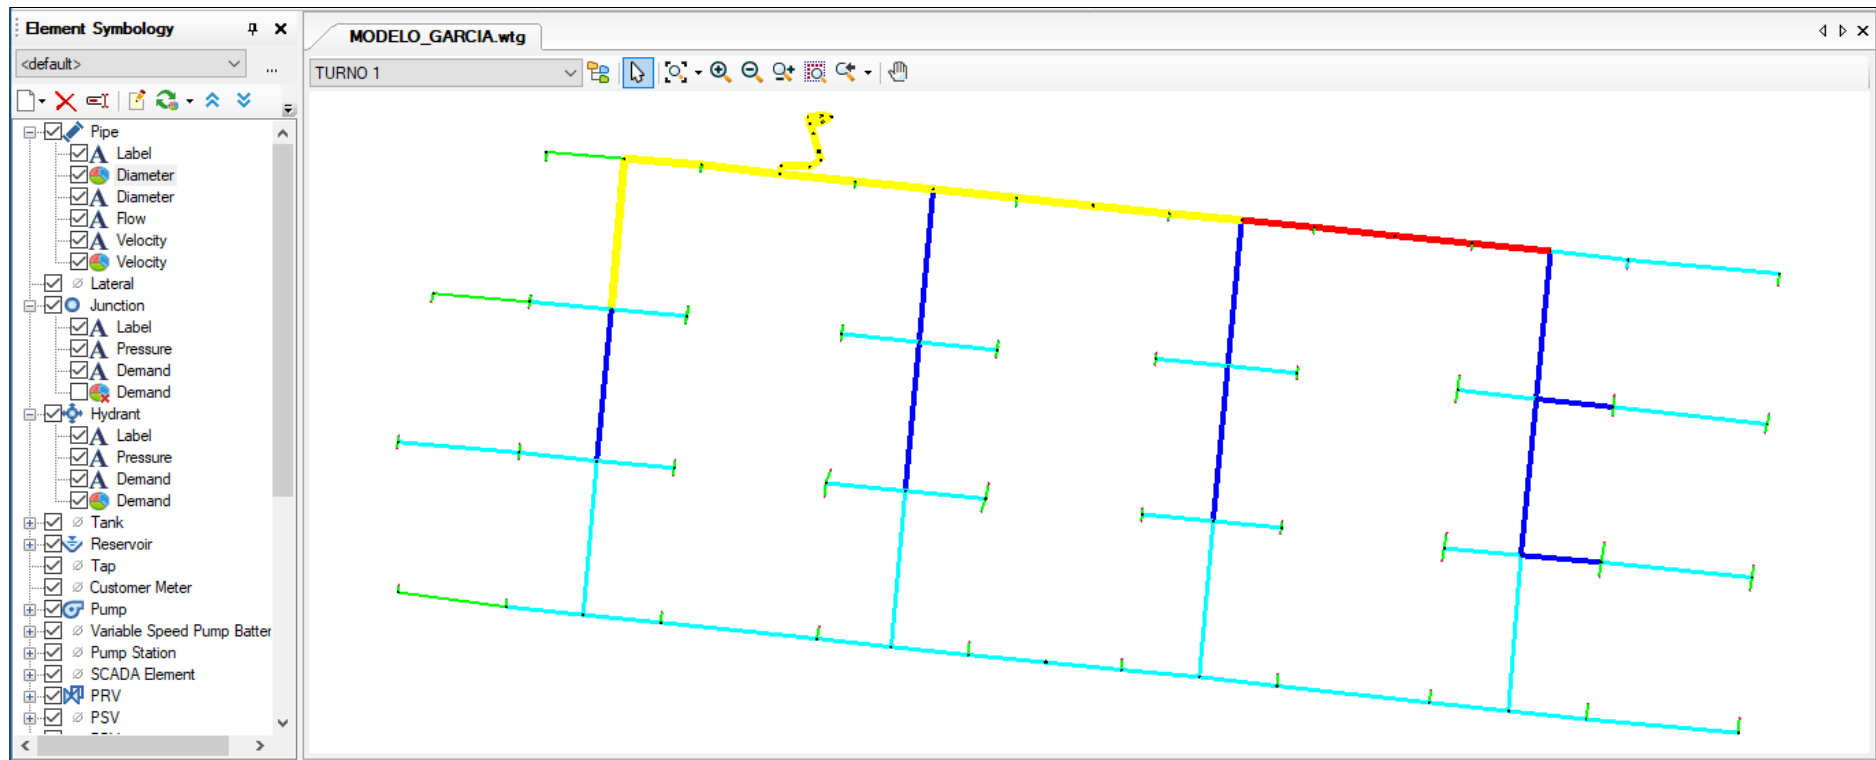 Element Symbology
<default>
...
Pipe
A Label
Diameter
A Diameter
A Flow
A Velocity
Velocity
Lateral
Junction
A Label
A Pressure
A Demand
Demand
Hydrant
A Label
A Pressure
A Demand
Demand
Tank
Reservoir
Tap
Customer Meter
Pump
Variable Speed Pump Batter
Pump Station
SCADA Element
PRV
PSV
MODELO_GARCIA.wtg
TURNO 1